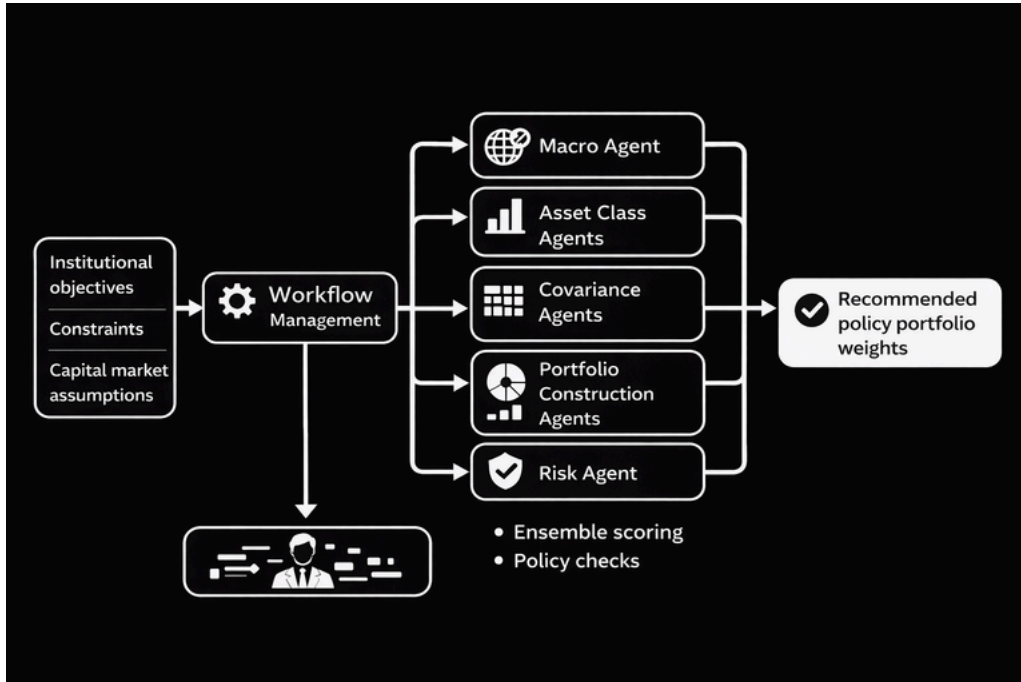 Institutional
objectives
Constraints
Capital market
assumptions
Workflow
Management
Macro Agent
Asset Class
Agents
Covariance
Agents
Portfolio
Construction
Agents
Risk Agent
• Ensemble scoring
• Policy checks
Recommended
policy portfolio
weights